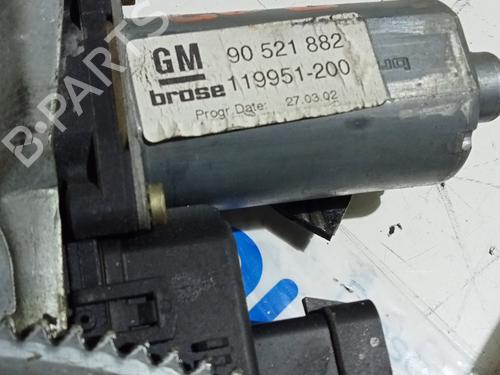 GM 90 521 882
brose 119951-200
Progr. Date: 27.03.02
B-PARTS